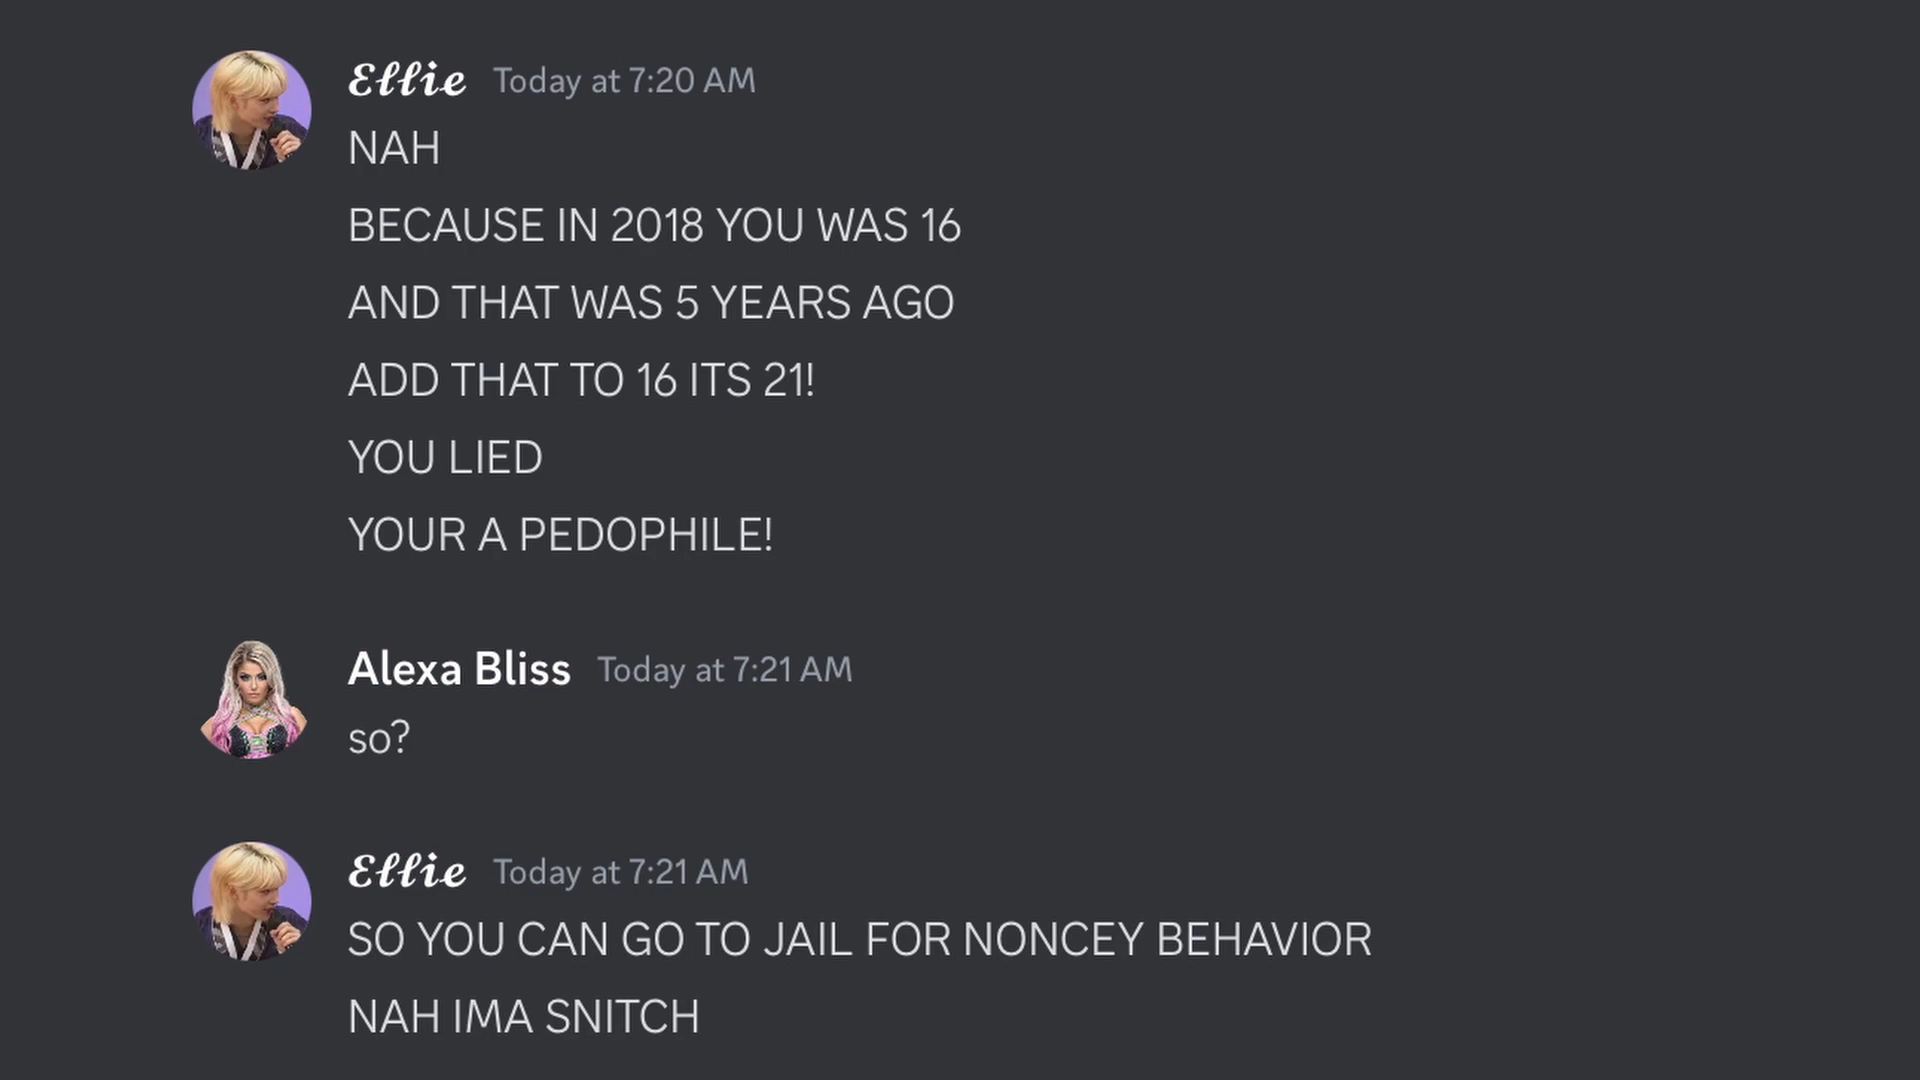 Ellie Today at 7:20 AM
NAH
BECAUSE IN 2018 YOU WAS 16
AND THAT WAS 5 YEARS AGO
ADD THAT TO 16 ITS 21!
YOU LIED
YOUR A PEDOPHILE!
Alexa Bliss Today at 7:21 AM
so?
Ellie Today at 7:21 AM
SO YOU CAN GO TO JAIL FOR NONCEY BEHAVIOR
NAH IMA SNITCH